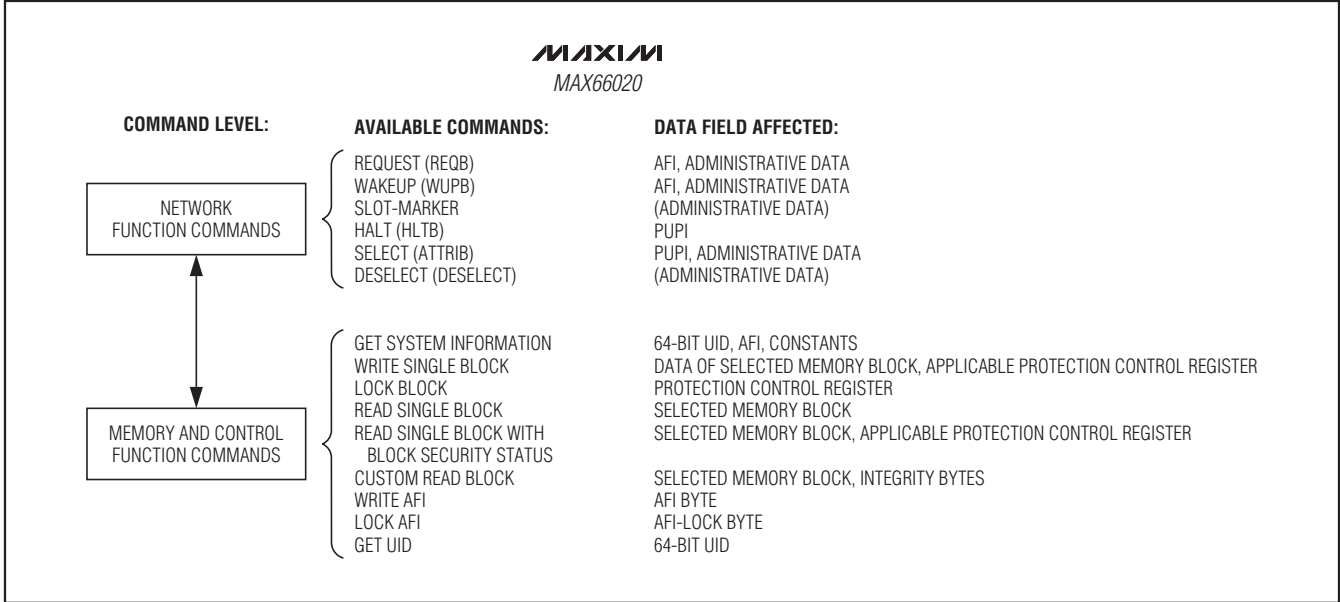 MAXIM
MAX66020
COMMAND LEVEL: AVAILABLE COMMANDS: DATA FIELD AFFECTED:
NETWORK
FUNCTION COMMANDS
REQUEST (REQB) AFI, ADMINISTRATIVE DATA
WAKEUP (WUPB) AFI, ADMINISTRATIVE DATA
SLOT-MARKER (ADMINISTRATIVE DATA)
HALT (HLTB) PUPI
SELECT (ATTRIB) PUPI, ADMINISTRATIVE DATA
DESELECT (DESELECT) (ADMINISTRATIVE DATA)
MEMORY AND CONTROL
FUNCTION COMMANDS
GET SYSTEM INFORMATION 64-BIT UID, AFI, CONSTANTS
WRITE SINGLE BLOCK DATA OF SELECTED MEMORY BLOCK, APPLICABLE PROTECTION CONTROL REGISTER
LOCK BLOCK PROTECTION CONTROL REGISTER
READ SINGLE BLOCK SELECTED MEMORY BLOCK
READ SINGLE BLOCK WITH SELECTED MEMORY BLOCK, APPLICABLE PROTECTION CONTROL REGISTER
BLOCK SECURITY STATUS
CUSTOM READ BLOCK SELECTED MEMORY BLOCK, INTEGRITY BYTES
WRITE AFI AFI BYTE
LOCK AFI AFI-LOCK BYTE
GET UID 64-BIT UID